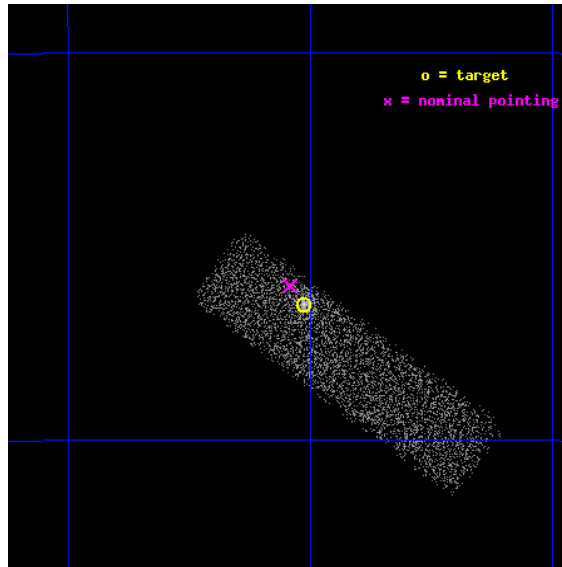 o = target
x = nominal pointing